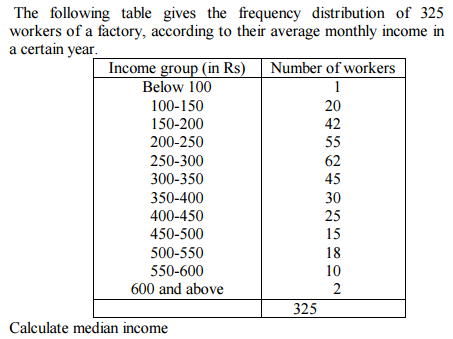 The following table gives the frequency distribution of 325
workers of a factory, according to their average monthly income in
a certain year.
Income group (in Rs) Number of workers
Below 100 1
100-150 20
150-200 42
200-250 55
250-300 62
300-350 45
350-400 30
400-450 25
450-500 15
500-550 18
550-600 10
600 and above 2
325
Calculate median income